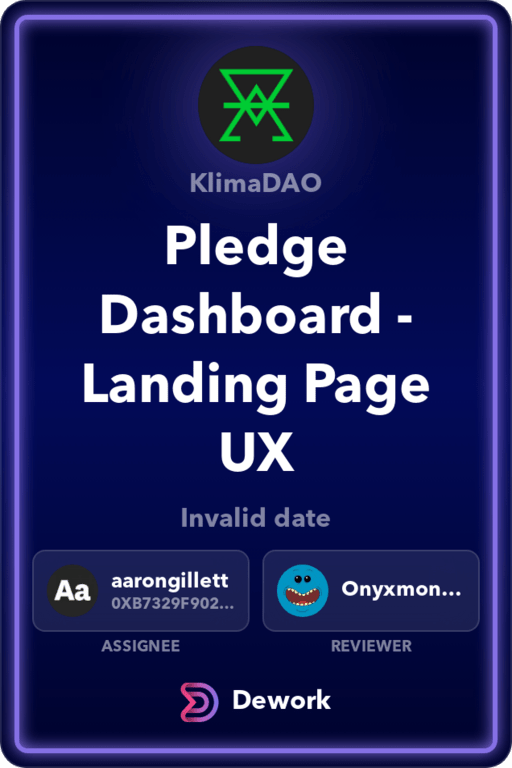 KlimaDAO
Pledge
Dashboard -
Landing Page
UX
Invalid date
Aa
aarongillett
0XB7329F902...
Onyxmon...
ASSIGNEE
REVIEWER
Dework